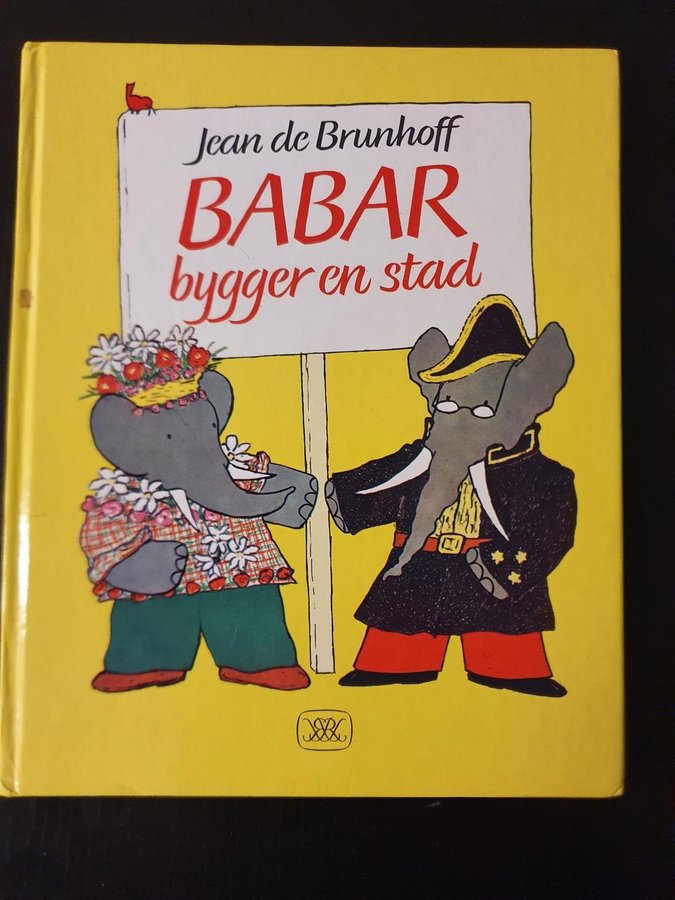 Jean de Brunhoff
BABAR
bygger en stad